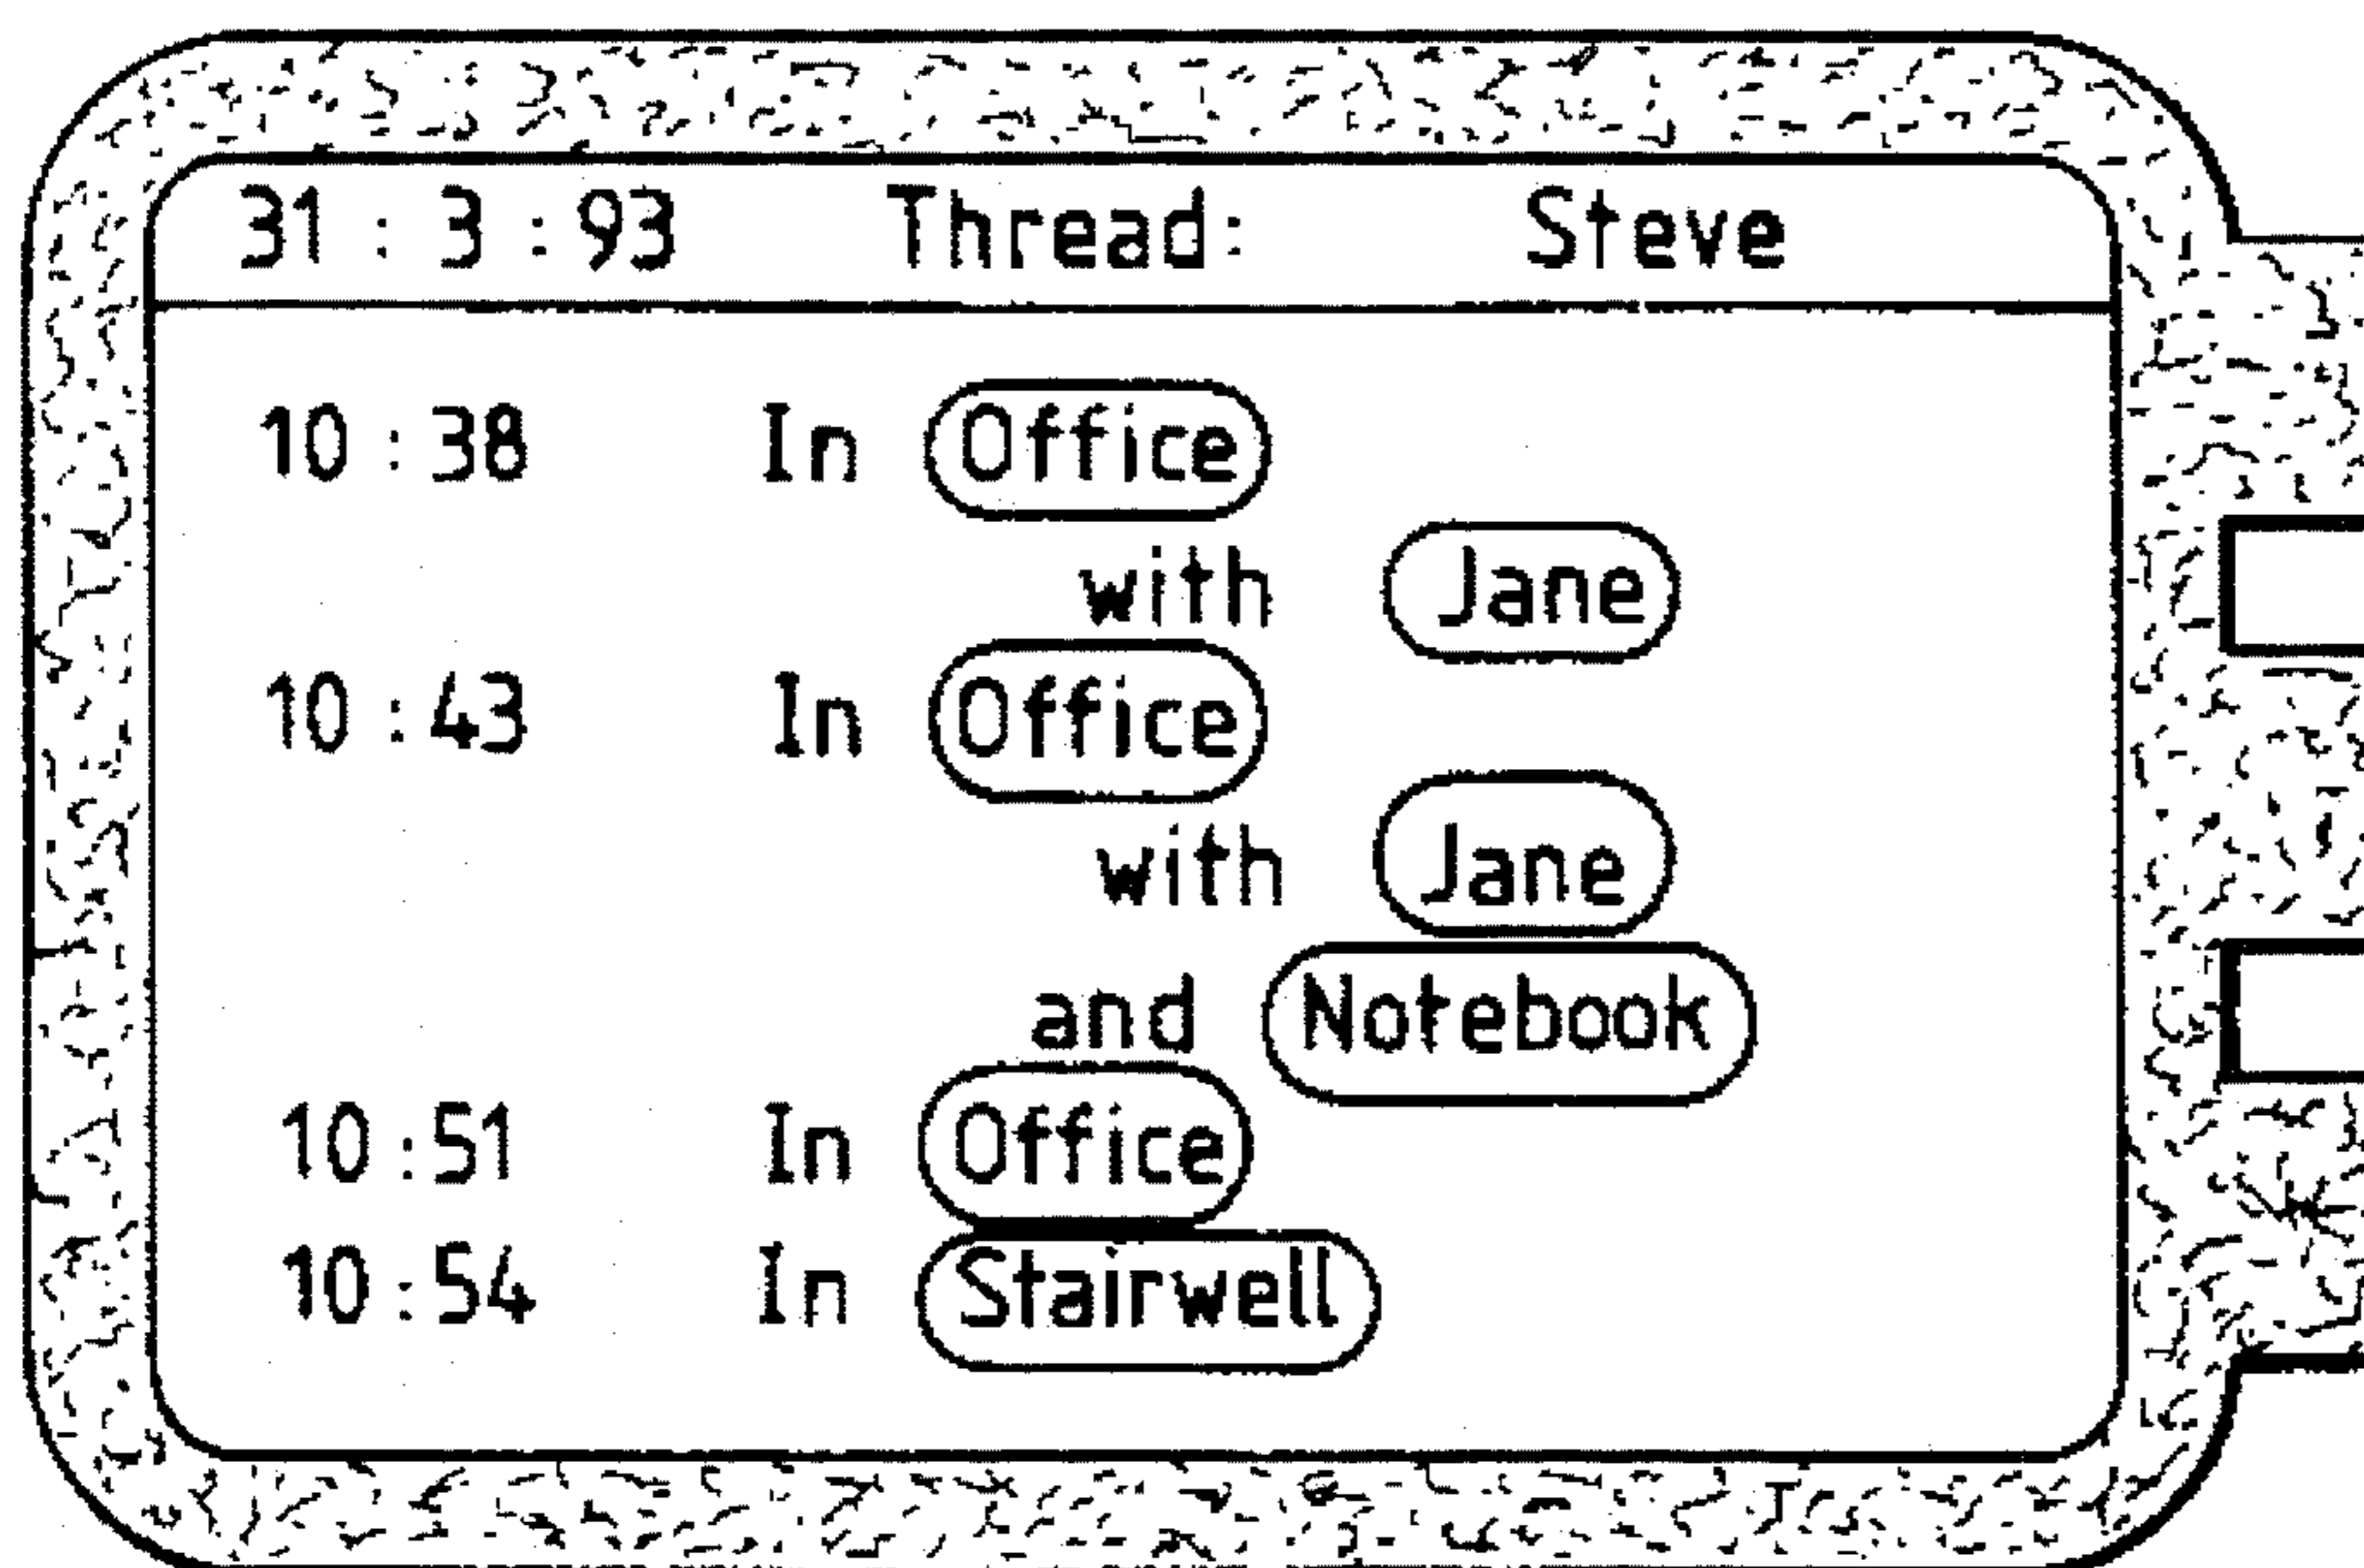 31 : 3 : 93 Thread: Steve
10 : 38 In Office
with Jane
10 : 43 In Office
with Jane
and Notebook
10 : 51 In Office
10 : 54 In Stairwell